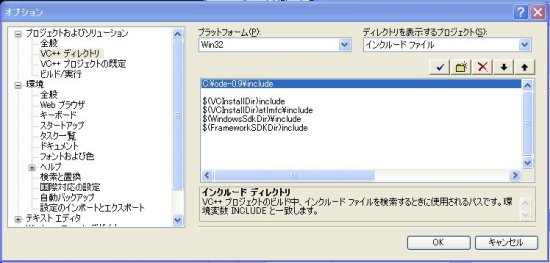 オプション
プロジェクトおよびソリューション
全般
VC++ ディレクトリ
VC++ プロジェクトの既定
ビルド/実行
環境
全般
Web ブラウザ
キーボード
スタートアップ
タスク一覧
ドキュメント
フォントおよび色
ヘルプ
検索と置換
国際対応の設定
自動バックアップ
設定のインポートとエクスポート
テキスト エディタ
プラットフォーム(P):
Win32
ディレクトリを表示するプロジェクト(S):
インクルード ファイル
C:¥ode-0.9¥include
$(VCInstallDir)include
$(VCInstallDir)atlmfc¥include
$(WindowsSdkDir)¥include
$(FrameworkSDKDir)include
インクルード ディレクトリ
VC++ プロジェクトのビルド中、インクルード ファイルを検索するときに使用されるパスです。環
境変数 INCLUDE と一致します。
OK
キャンセル